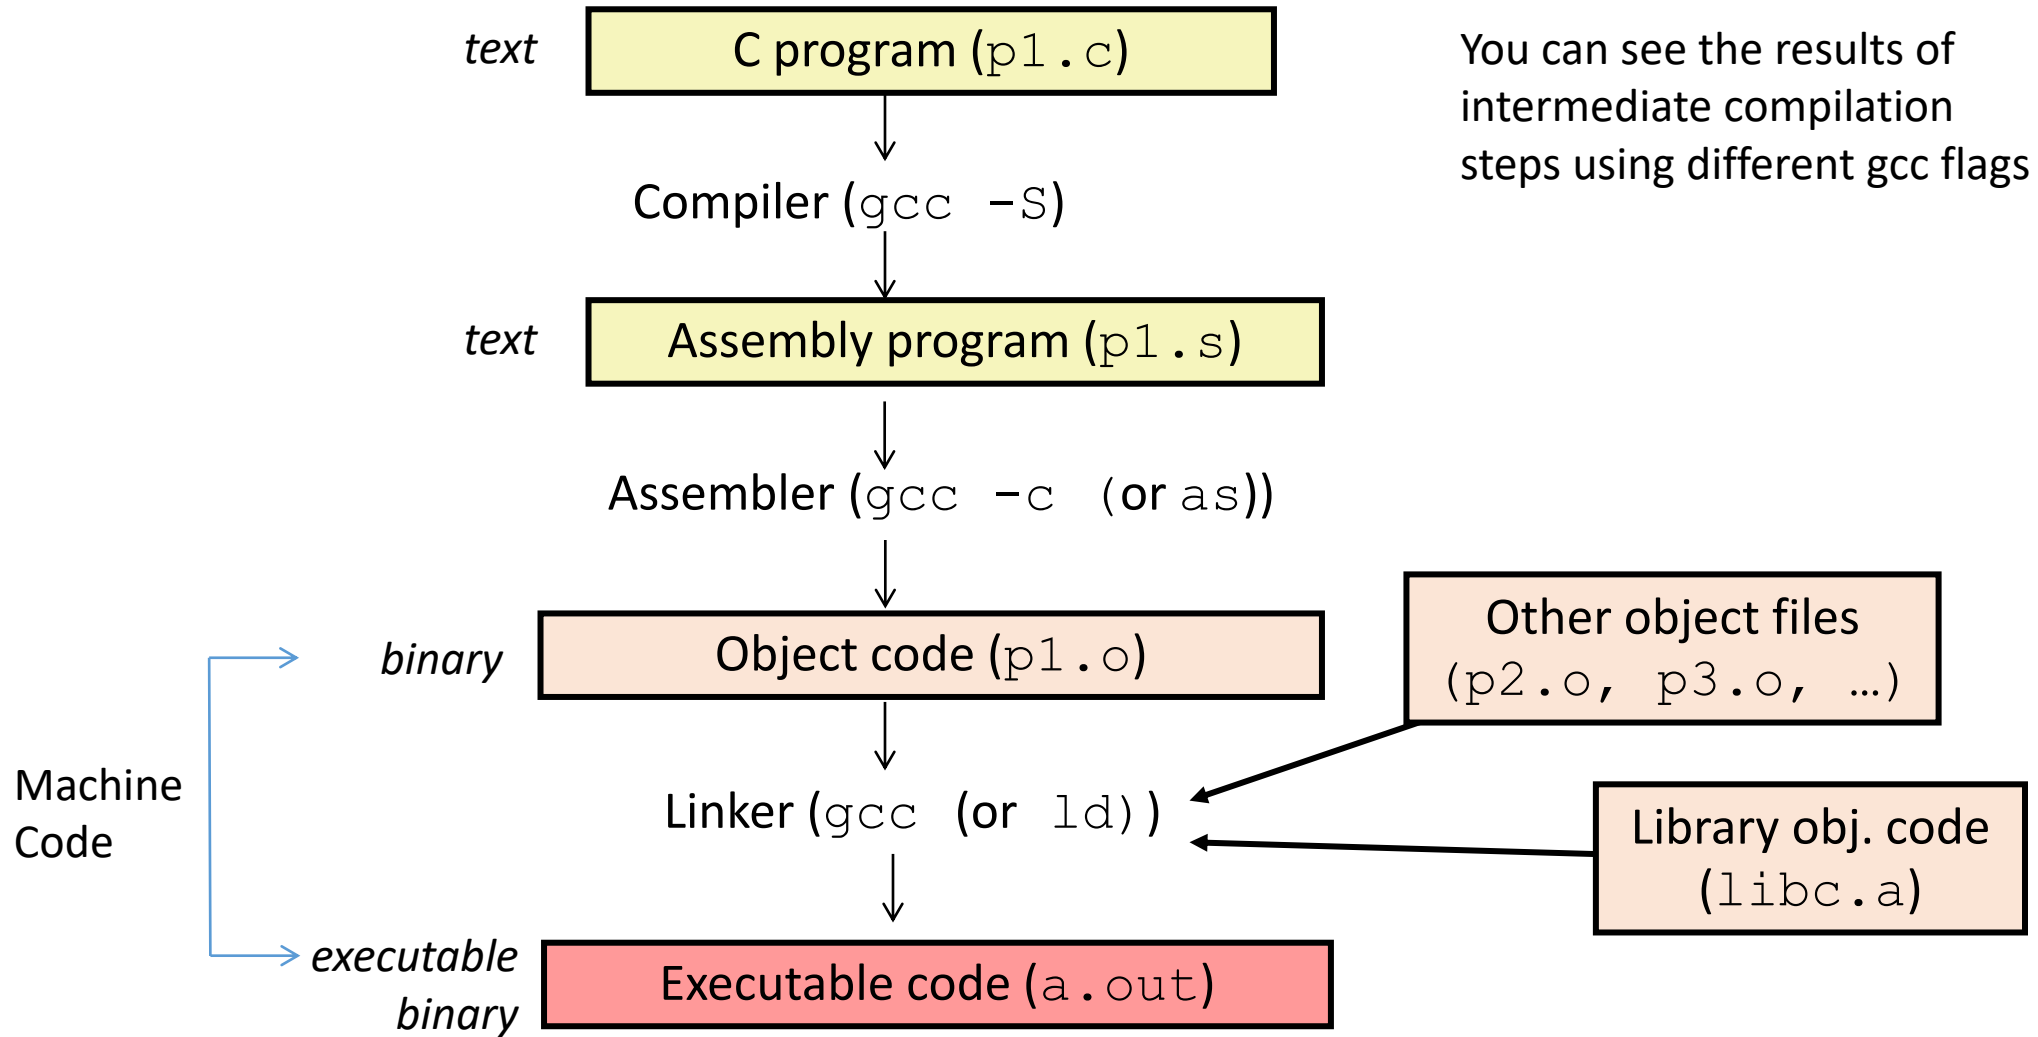 text
C program (p1.c)
You can see the results of
intermediate compilation
steps using different gcc flags
Compiler (gcc -S)
text
Assembly program (p1.s)
Assembler (gcc -c (or as))
binary
Object code (p1.o)
Other object files
(p2.o, p3.o, …)
Machine
Code
Linker (gcc (or ld))
Library obj. code
(libc.a)
executable
binary
Executable code (a.out)